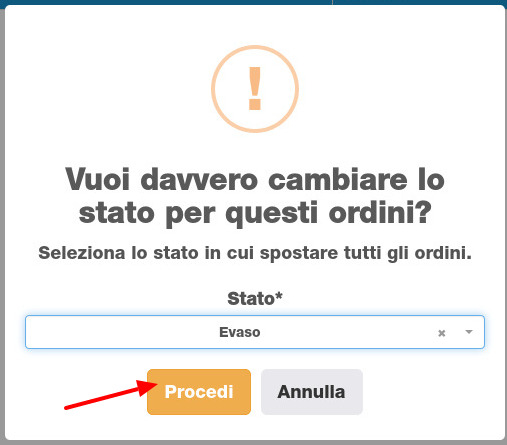 !
Vuoi davvero cambiare lo
stato per questi ordini?
Seleziona lo stato in cui spostare tutti gli ordini.
Stato*
Evaso × 
Procedi Annulla